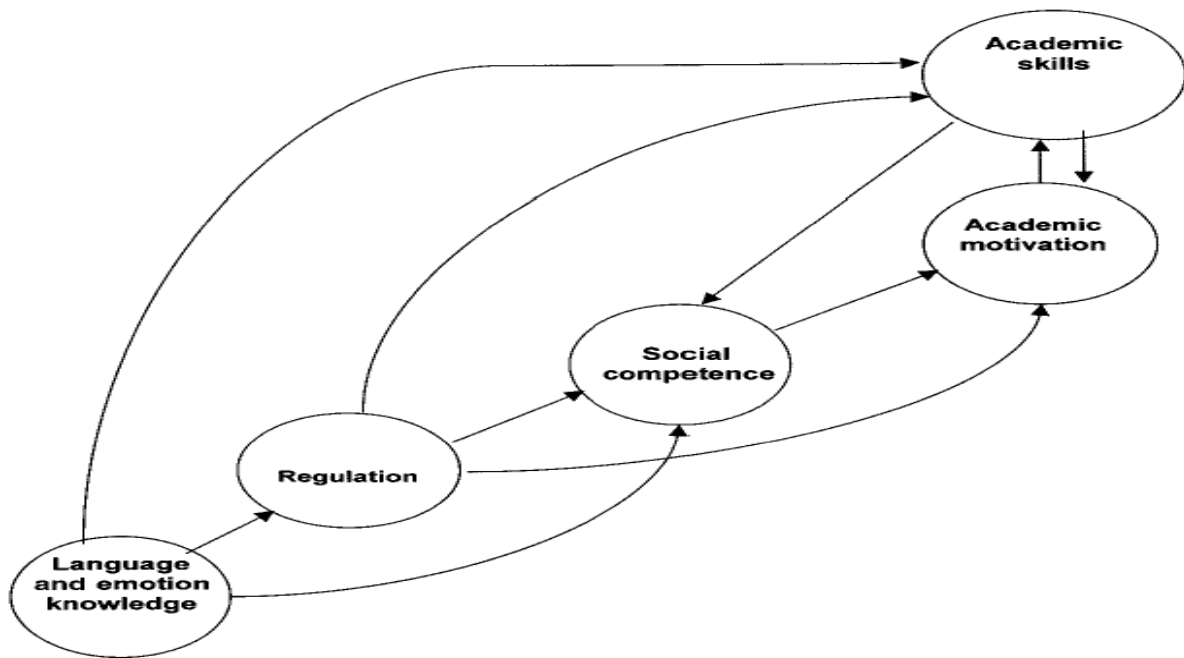 Academic
skills
Academic
motivation
Social
competence
Regulation
Language
and emotion
knowledge